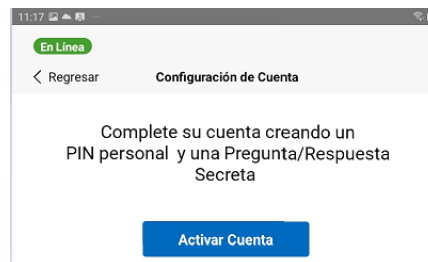 11:17
En Línea
Regresar
Configuración de Cuenta
Complete su cuenta creando un
PIN personal y una Pregunta/Respuesta
Secreta
Activar Cuenta